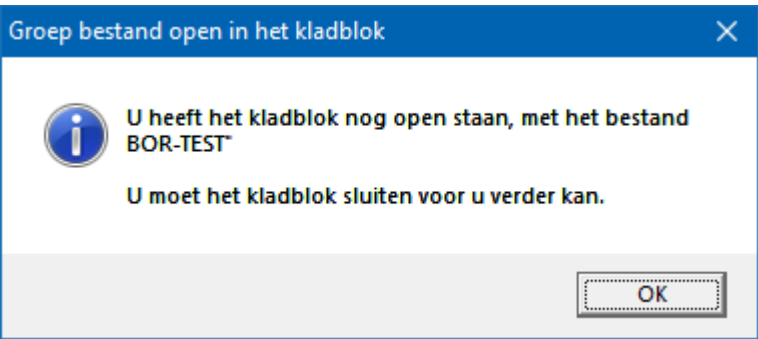 Groep bestand open in het kladblok
U heeft het kladblok nog open staan, met het bestand
BOR-TEST"
U moet het kladblok sluiten voor u verder kan.
OK